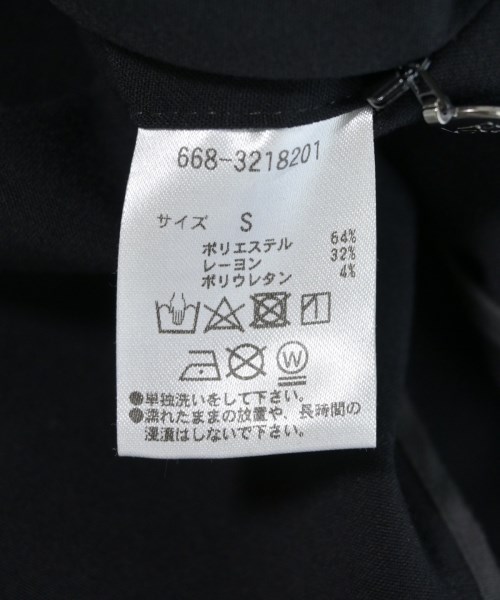 668-3218201
サイズ S
ポリエステル 64%
レーヨン 32%
ポリウレタン 4%
W
●単独洗いをして下さい。
●濡れたままの放置や、長時間の
浸漬はしないで下さい。